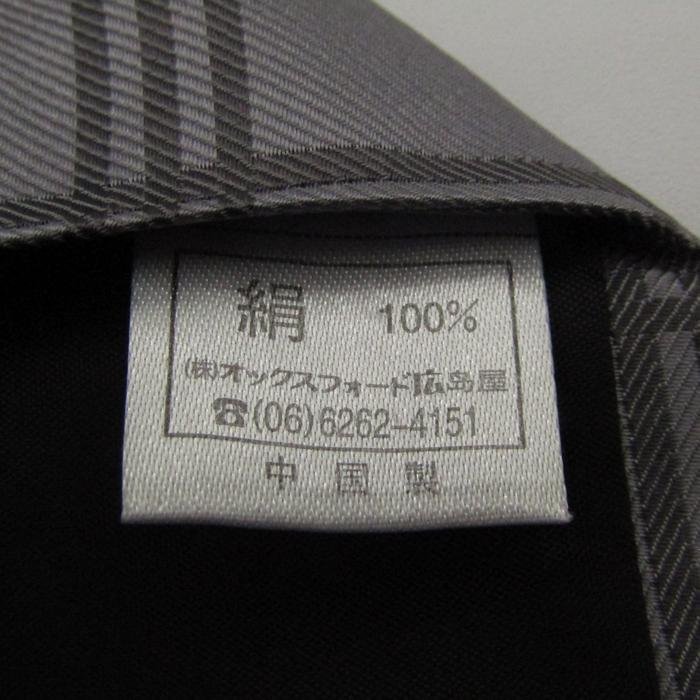 絹 100%
(株)オックスフォード広島屋
☎(06)6262-4151
中国製